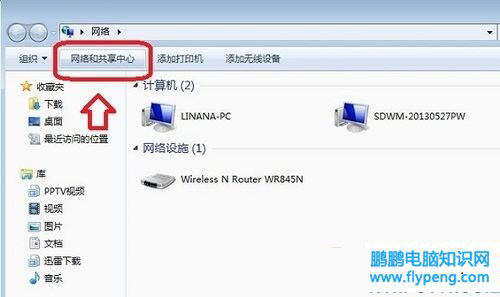 网络
组织 网络和共享中心 添加打印机 添加无线设备
收藏夹
下载
桌面
最近访问的位置
库
PPTV视频
视频
图片
文档
迅雷下载
音乐
计算机 (2)
LINANA-PC
SDWM-20130527PW
网络设施 (1)
Wireless N Router WR845N
鹏鹏电脑知识网
www.flypeng.com